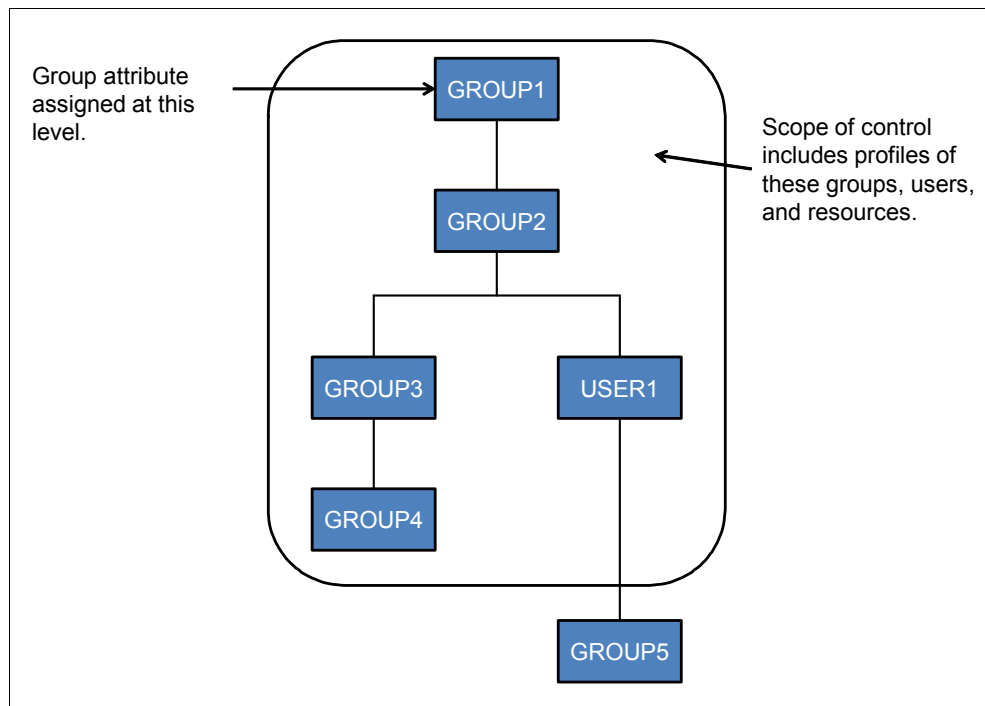 Group attribute
assigned at this
level.
GROUP1
Scope of control
includes profiles of
these groups, users,
and resources.
GROUP2
GROUP3
USER1
GROUP4
GROUP5